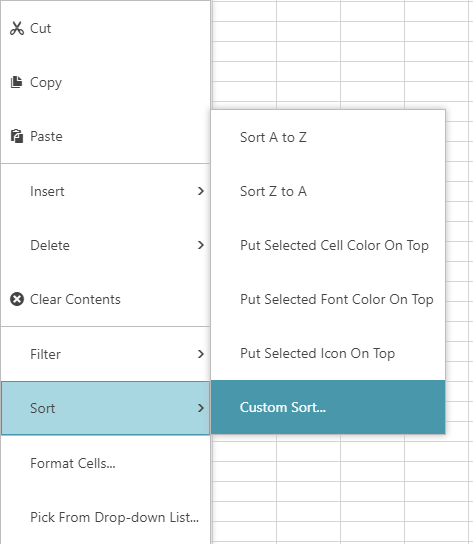 Cut
Copy
Paste
Insert
Delete
Clear Contents
Filter
Sort
Format Cells...
Pick From Drop-down List...
Sort A to Z
Sort Z to A
Put Selected Cell Color On Top
Put Selected Font Color On Top
Put Selected Icon On Top
Custom Sort...